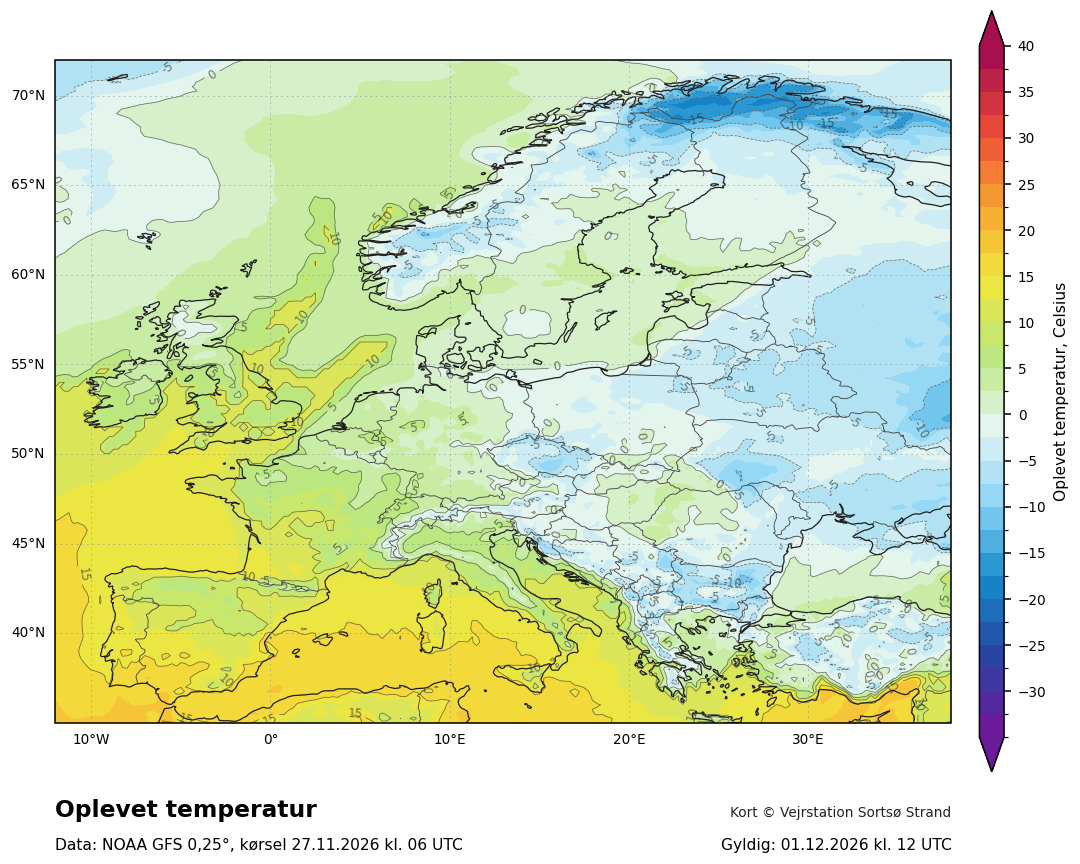 40
35
30
25
20
15
10
5
0
−5
−10
−15
−20
−25
−30
Oplevet temperatur, Celsius
70°N
65°N
60°N
55°N
50°N
45°N
40°N
10°W 0° 10°E 20°E 30°E
Oplevet temperatur
Kort © Vejrstation Sortsø Strand
Data: NOAA GFS 0,25°, kørsel 27.11.2026 kl. 06 UTC
Gyldig: 01.12.2026 kl. 12 UTC